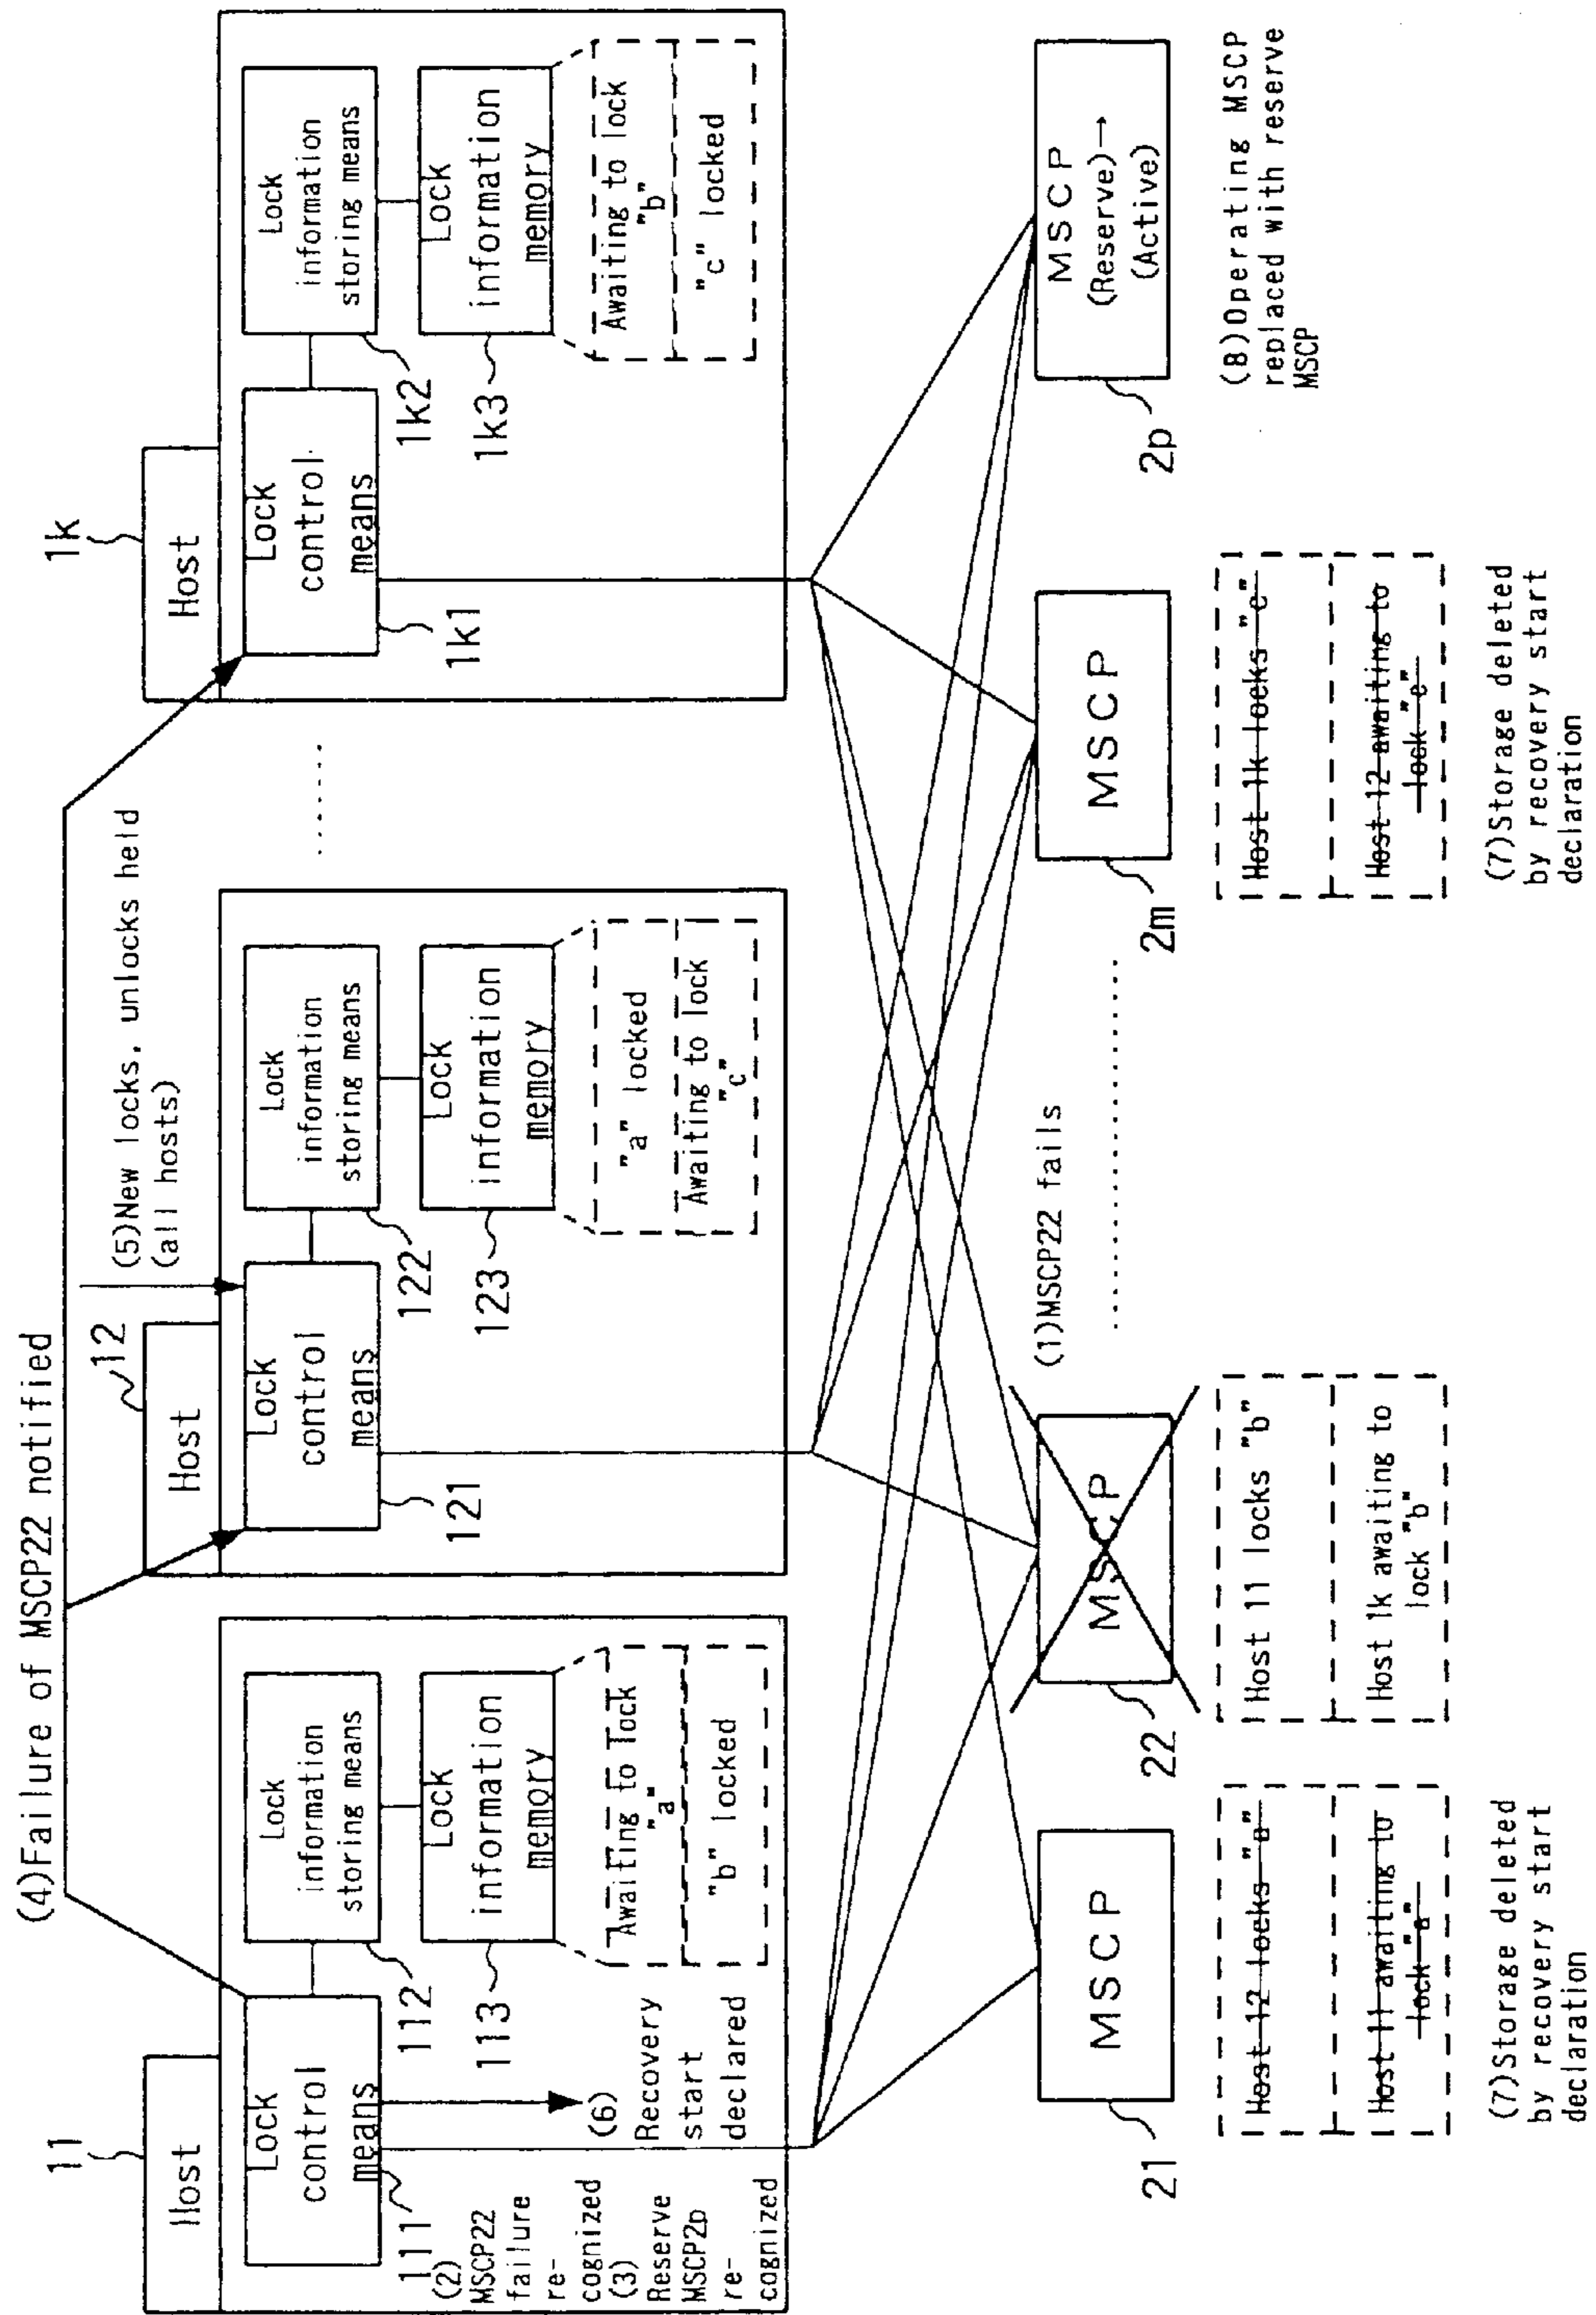 (4)Failure of MSCP22 notified
11
Host
Lock
control
means
111
(2)
MSCP22
failure
re-
cognized
(3)
Reserve
MSCP2p
re-
cognized
(6)
Recovery
start
declared
Lock
information
storing means
112
Lock
information
memory
113
Awaiting to lock
"a"
"b" locked
12
Host
(5)New locks, unlocks held
(all hosts)
Lock
control
means
121
Lock
information
storing means
122
Lock
information
memory
123
"a" locked
Awaiting to lock
"c"
1k
Host
Lock
control
means
1k1
Lock
information
storing means
1k2
Lock
information
memory
1k3
Awaiting to lock
"b"
"c" locked
MSCP
21
Host 12 locks "a"
Host 11 awaiting to
lock "a"
(7)Storage deleted
by recovery start
declaration
(1)MSCP22 fails
MSCP
22
Host 11 locks "b"
Host 1k awaiting to
lock "b"
MSCP
2m
Host 1k locks "c"
Host 12 awaiting to
lock "c"
(7)Storage deleted
by recovery start
declaration
MSCP
(Reserve)→
(Active)
2p
(8)Operating MSCP
replaced with reserve
MSCP